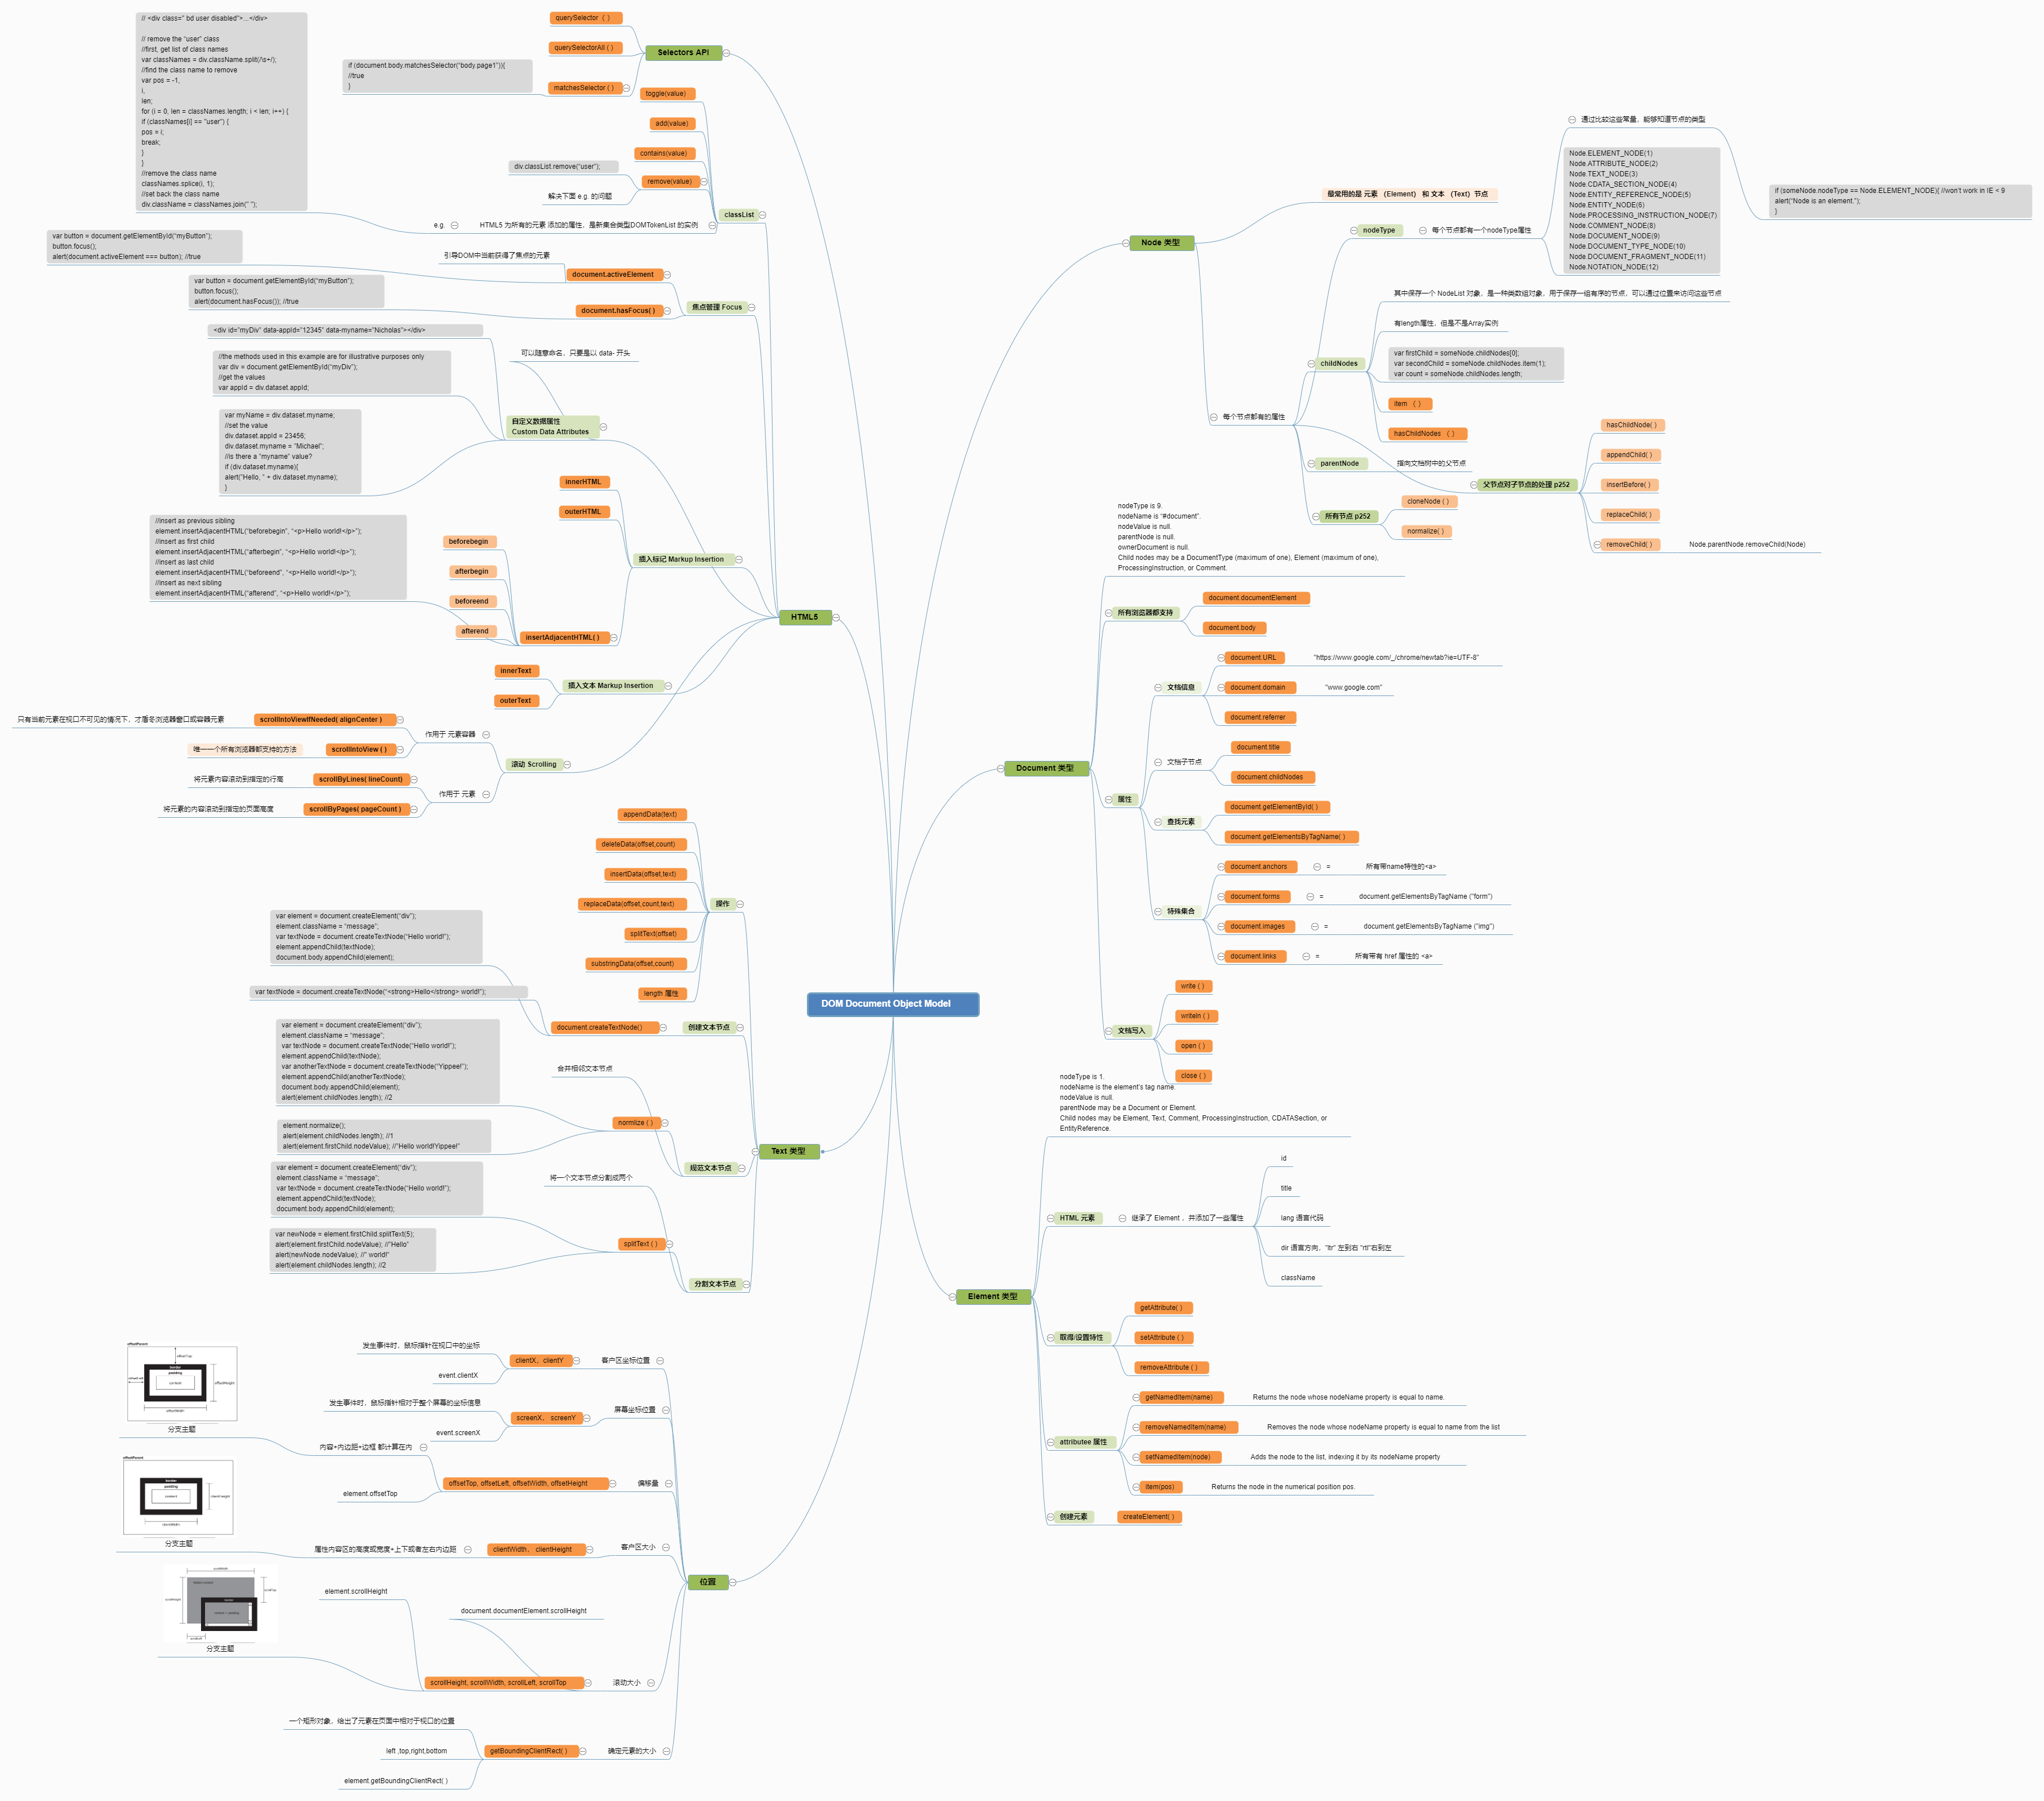 DOM Document Object Model
Selectors API
querySelector（ ）
querySelectorAll ( )
matchesSelector ( )
if (document.body.matchesSelector(“body.page1”)){
//true
}
HTML5
classList
toggle(value)
add(value)
contains(value)
remove(value)
div.classList.remove(“user”);
解决下面 e.g. 的问题
HTML5 为所有的元素 添加的属性，是新集合类型DOMTokenList 的实例
e.g.
// <div class=“ bd user disabled”>...</div>
// remove the “user” class
//first, get list of class names
var classNames = div.className.split(/\s+/);
//find the class name to remove
var pos = -1,
i,
len;
for (i = 0, len = classNames.length; i < len; i++) {
if (classNames[i] == “user”) {
pos = i;
break;
}
}
//remove the class name
classNames.splice(i, 1);
//set back the class name
div.className = classNames.join(“ “);
焦点管理 Focus
document.activeElement
引导DOM中当前获得了焦点的元素
var button = document.getElementById(“myButton”);
button.focus();
alert(document.activeElement === button); //true
document.hasFocus( )
var button = document.getElementById(“myButton”);
button.focus();
alert(document.hasFocus()); //true
自定义数据属性
Custom Data Attributes
可以随意命名，只要是以 data- 开头
<div id=“myDiv” data-appId=”12345” data-myname=”Nicholas”></div>
//the methods used in this example are for illustrative purposes only
var div = document.getElementById(“myDiv”);
//get the values
var appId = div.dataset.appId;
var myName = div.dataset.myname;
//set the value
div.dataset.appId = 23456;
div.dataset.myname = “Michael”;
//is there a “myname” value?
if (div.dataset.myname){
alert(“Hello, “ + div.dataset.myname);
}
插入标记 Markup Insertion
innerHTML
outerHTML
insertAdjacentHTML( )
beforebegin
afterbegin
beforeend
afterend
//insert as previous sibling
element.insertAdjacentHTML(“beforebegin”, “<p>Hello world!</p>”);
//insert as first child
element.insertAdjacentHTML(“afterbegin”, “<p>Hello world!</p>”);
//insert as last child
element.insertAdjacentHTML(“beforeend”, “<p>Hello world!</p>”);
//insert as next sibling
element.insertAdjacentHTML(“afterend”, “<p>Hello world!</p>”);
插入文本 Markup Insertion
innerText
outerText
滚动 Scrolling
作用于 元素容器
scrollIntoViewIfNeeded( alignCenter )
只有当前元素在视口不可见的情况下，才盾冬浏览器窗口或容器元素
scrollIntoView ( )
唯一一个所有浏览器都支持的方法
作用于 元素
scrollByLines( lineCount)
将元素内容滚动到指定的行高
scrollByPages( pageCount )
将元素的内容滚动到指定的页面高度
Text 类型
操作
appendData(text)
deleteData(offset,count)
insertData(offset,text)
replaceData(offset,count,text)
splitText(offset)
substringData(offset,count)
length 属性
创建文本节点
document.createTextNode()
var element = document.createElement(“div”);
element.className = “message”;
var textNode = document.createTextNode(“Hello world!”);
element.appendChild(textNode);
document.body.appendChild(element);
var textNode = document.createTextNode(“<strong>Hello</strong> world!”);
规范文本节点
normlize ( )
合并相邻文本节点
var element = document.createElement(“div”);
element.className = “message”;
var textNode = document.createTextNode(“Hello world!”);
element.appendChild(textNode);
var anotherTextNode = document.createTextNode(“Yippee!”);
element.appendChild(anotherTextNode);
document.body.appendChild(element);
alert(element.childNodes.length); //2
element.normalize();
alert(element.childNodes.length); //1
alert(element.firstChild.nodeValue); //”Hello world!Yippee!”
分割文本节点
splitText ( )
将一个文本节点分割成两个
var element = document.createElement(“div”);
element.className = “message”;
var textNode = document.createTextNode(“Hello world!”);
element.appendChild(textNode);
document.body.appendChild(element);
var newNode = element.firstChild.splitText(5);
alert(element.firstChild.nodeValue); //”Hello”
alert(newNode.nodeValue); //” world!”
alert(element.childNodes.length); //2
位置
客户区坐标位置
clientX， clientY
发生事件时，鼠标指针在视口中的坐标
event.clientX
屏幕坐标位置
screenX， screenY
发生事件时，鼠标指针相对于整个屏幕的坐标信息
event.screenX
偏移量
offsetTop, offsetLeft, offsetWidth, offsetHeight
内容+内边距+边框 都计算在内
分支主题
offsetParent
offsetTop
border
padding
content
offsetHeight
offsetWidth
element.offsetTop
客户区大小
clientWidth， clientHeight
属性内容区的高度或宽度+上下或者左右内边距
分支主题
offsetParent
border
padding
content
滚动大小
scrollHeight, scrollWidth, scrollLeft, scrollTop
document.documentElement.scrollHeight
element.scrollHeight
分支主题
确定元素的大小
getBoundingClientRect( )
一个矩形对象，给出了元素在页面中相对于视口的位置
left ,top,right,bottom
element.getBoundingClientRect( )
Node 类型
最常用的是 元素 （Element） 和 文本 （Text）节点
每个节点都有的属性
nodeType
每个节点都有一个nodeType属性
通过比较这些常量，能够知道节点的类型
if (someNode.nodeType == Node.ELEMENT_NODE){ //won’t work in IE < 9
alert(“Node is an element.”);
}
Node.ELEMENT_NODE(1)
Node.ATTRIBUTE_NODE(2)
Node.TEXT_NODE(3)
Node.CDATA_SECTION_NODE(4)
Node.ENTITY_REFERENCE_NODE(5)
Node.ENTITY_NODE(6)
Node.PROCESSING_INSTRUCTION_NODE(7)
Node.COMMENT_NODE(8)
Node.DOCUMENT_NODE(9)
Node.DOCUMENT_TYPE_NODE(10)
Node.DOCUMENT_FRAGMENT_NODE(11)
Node.NOTATION_NODE(12)
childNodes
其中保存一个 NodeList 对象，是一种类数组对象，用于保存一组有序的节点，可以通过位置来访问这些节点
有length属性，但是不是Array实例
var firstChild = someNode.childNodes[0];
var secondChild = someNode.childNodes.item(1);
var count = someNode.childNodes.length;
item （ ）
hasChildNodes （ ）
parentNode
指向文档树中的父节点
父节点对子节点的处理 p252
hasChildNode( )
appendChild( )
insertBefore( )
replaceChild( )
removeChild( )
Node.parentNode.removeChild(Node)
所有节点 p252
cloneNode ( )
normalize( )
Document 类型
nodeType is 9.
nodeName is “#document”.
nodeValue is null.
parentNode is null.
ownerDocument is null.
Child nodes may be a DocumentType (maximum of one), Element (maximum of one),
ProcessingInstruction, or Comment.
所有浏览器都支持
document.documentElement
document.body
属性
文档信息
document.URL
"https://www.google.com/_/chrome/newtab?ie=UTF-8"
document.domain
"www.google.com"
document.referrer
文档子节点
document.title
document.childNodes
查找元素
document.getElementById( )
document.getElementsByTagName( )
特殊集合
document.anchors
=
所有带name特性的<a>
document.forms
=
document.getElementsByTagName ("form")
document.images
=
document.getElementsByTagName ("img")
document.links
=
所有带有 href 属性的 <a>
文档写入
write ( )
writeln ( )
open ( )
close ( )
Element 类型
nodeType is 1.
nodeName is the element’s tag name.
nodeValue is null.
parentNode may be a Document or Element.
Child nodes may be Element, Text, Comment, ProcessingInstruction, CDATASection, or
EntityReference.
HTML 元素
继承了 Element ，并添加了一些属性
id
title
lang 语言代码
dir 语言方向，"ltr" 左到右 "rtl"右到左
className
取得/设置特性
getAttribute( )
setAttribute ( )
removeAttribute ( )
attributee 属性
getNamedItem(name)
Returns the node whose nodeName property is equal to name.
removeNamedItem(name)
Removes the node whose nodeName property is equal to name from the list
setNamedItem(node)
Adds the node to the list, indexing it by its nodeName property
item(pos)
Returns the node in the numerical position pos.
创建元素
createElement( )